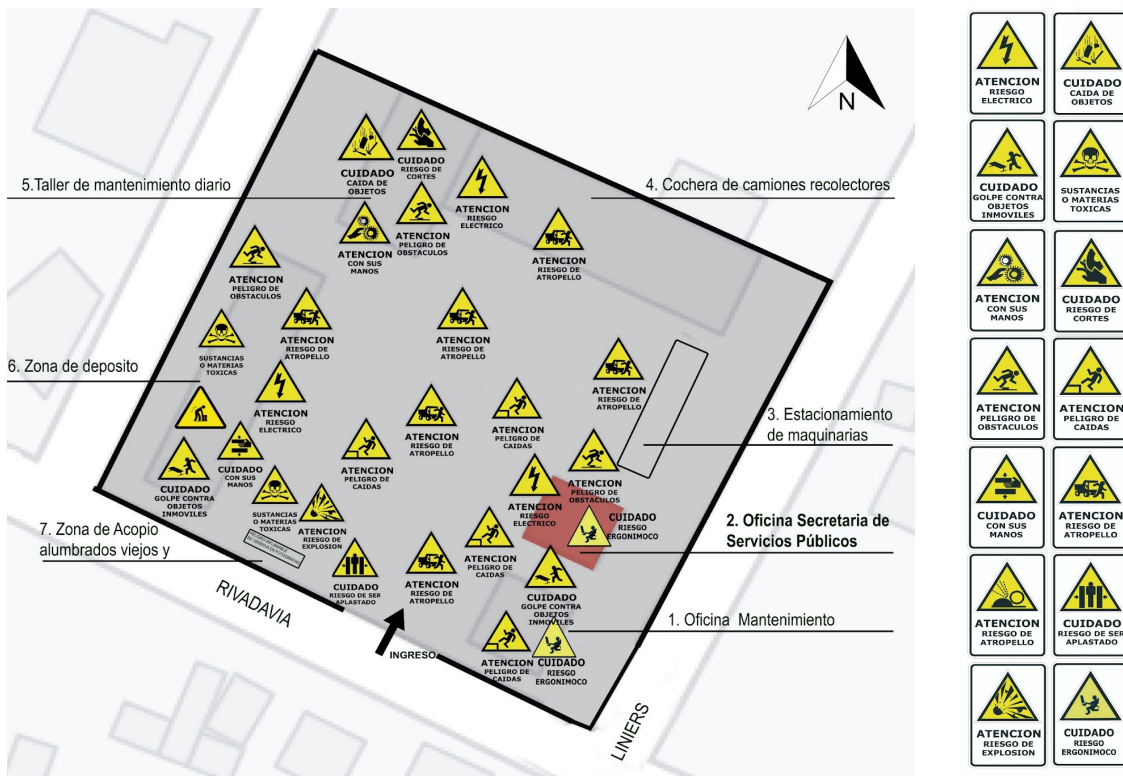 N
5.Taller de mantenimiento diario
4. Cochera de camiones recolectores
CUIDADO
CAIDA DE
OBJETOS
CUIDADO
RIESGO DE
CORTES
ATENCION
RIESGO
ELECTRICO
ATENCION
CON SUS
MANOS
ATENCION
PELIGRO DE
OBSTACULOS
ATENCION
RIESGO DE
ATROPELLO
ATENCION
PELIGRO DE
OBSTACULOS
ATENCION
RIESGO DE
ATROPELLO
ATENCION
RIESGO DE
ATROPELLO
SUSTANCIAS
O MATERIAS
TOXICAS
6. Zona de deposito
ATENCION
RIESGO DE
ATROPELLO
ATENCION
RIESGO
ELECTRICO
3. Estacionamiento
de maquinarias
ATENCION
RIESGO DE
ATROPELLO
ATENCION
PELIGRO DE
CAIDAS
ATENCION
PELIGRO DE
CAIDAS
CUIDADO
CON SUS
MANOS
CUIDADO
GOLPE CONTRA
OBJETOS
INMOVILES
SUSTANCIAS
O MATERIAS
TOXICAS
ATENCION
RIESGO DE
EXPLOSION
ATENCION
PELIGRO DE
OBSTACULOS
ATENCION
RIESGO
ELECTRICO
CUIDADO
RIESGO
ERGONIMOCO
2. Oficina Secretaria de
Servicios Públicos
7. Zona de Acopio
alumbrados viejos y
ATENCION
PELIGRO DE
CAIDAS
CUIDADO
RIESGO DE SER
APLASTADO
ATENCION
RIESGO DE
ATROPELLO
CUIDADO
GOLPE CONTRA
OBJETOS
INMOVILES
1. Oficina Mantenimiento
RIVADAVIA
INGRESO
ATENCION
PELIGRO DE
CAIDAS
CUIDADO
RIESGO
ERGONIMOCO
LINIERS
ATENCION
RIESGO
ELECTRICO
CUIDADO
CAIDA DE
OBJETOS
CUIDADO
GOLPE CONTRA
OBJETOS
INMOVILES
SUSTANCIAS
O MATERIAS
TOXICAS
ATENCION
CON SUS
MANOS
CUIDADO
RIESGO DE
CORTES
ATENCION
PELIGRO DE
OBSTACULOS
ATENCION
PELIGRO DE
CAIDAS
CUIDADO
CON SUS
MANOS
ATENCION
RIESGO DE
ATROPELLO
ATENCION
RIESGO DE
ATROPELLO
CUIDADO
RIESGO DE SER
APLASTADO
ATENCION
RIESGO DE
EXPLOSION
CUIDADO
RIESGO
ERGONIMOCO